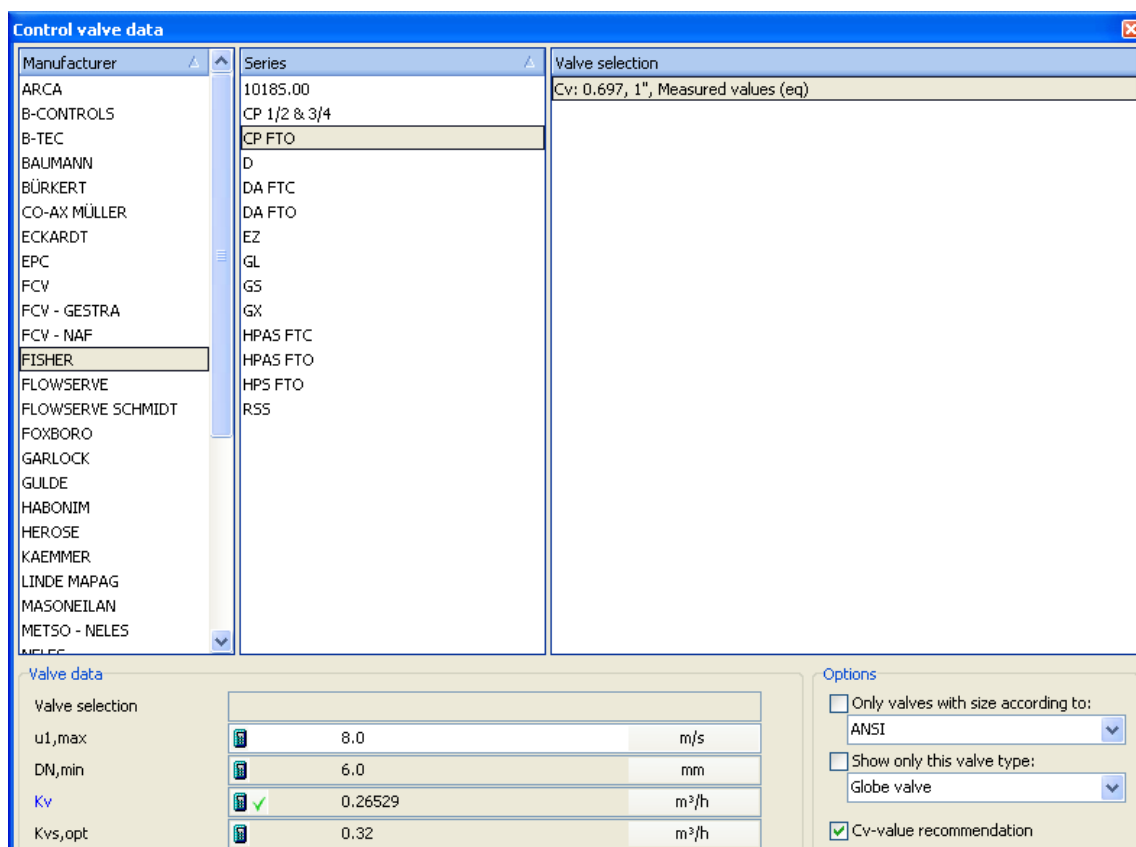 Control valve data
Manufacturer
ARCA
B-CONTROLS
B-TEC
BAUMANN
BÜRKERT
CO-AX MÜLLER
ECKARDT
EPC
FCV
FCV - GESTRA
FCV - NAF
FISHER
FLOWSERVE
FLOWSERVE SCHMIDT
FOXBORO
GARLOCK
GULDE
HABONIM
HEROSE
KAEMMER
LINDE MAPAG
MASONEILAN
METSO - NELES
NELES
Series
10185.00
CP 1/2 & 3/4
CP FTO
D
DA FTC
DA FTO
EZ
GL
GS
GX
HPAS FTC
HPAS FTO
HPS FTO
RSS
Valve selection
Cv: 0.697, 1", Measured values (eq)
Valve data
Valve selection
u1,max 8.0 m/s
DN,min 6.0 mm
Kv 0.26529 m³/h
Kvs,opt 0.32 m³/h
Options
Only valves with size according to:
ANSI
Show only this valve type:
Globe valve
Cv-value recommendation